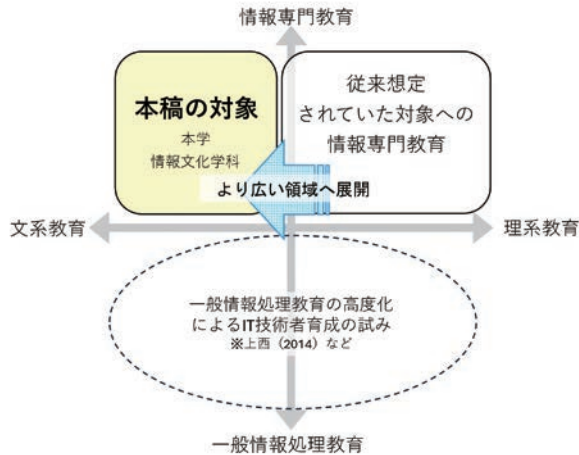 情報専門教育
本稿の対象
本学
情報文化学科
従来想定
されていた対象への
情報専門教育
より広い領域へ展開
文系教育
理系教育
一般情報処理教育の高度化
によるIT技術者育成の試み
※上西（2014）など
一般情報処理教育